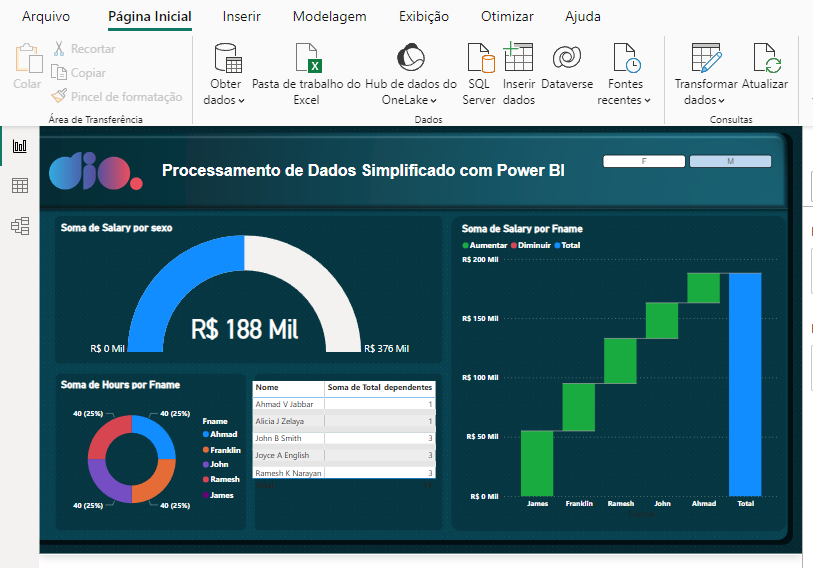 Arquivo Página Inicial Inserir Modelagem Exibição Otimizar Ajuda
Colar
Recortar
Copiar
Pincel de formatação
Área de Transferência
Obter dados
Pasta de trabalho do Excel
Hub de dados do OneLake
SQL Server
Inserir dados
Dataverse
Fontes recentes
Dados
Transformar dados
Atualizar
Consultas
dio.
Processamento de Dados Simplificado com Power BI
F M
Soma de Salary por sexo
R$ 188 Mil
R$ 0 Mil R$ 376 Mil
Soma de Hours por Fname
40 (25%) 40 (25%)
40 (25%) 40 (25%)
Fname
Ahmad
Franklin
John
Ramesh
James
Nome Soma de Total dependentes
Ahmad V Jabbar 1
Alicia J Zelaya 1
John B Smith 3
Joyce A English 3
Ramesh K Narayan 3
Soma de Salary por Fname
Aumentar Diminuir Total
R$ 200 Mil
R$ 150 Mil
R$ 100 Mil
R$ 50 Mil
R$ 0 Mil
James Franklin Ramesh John Ahmad Total